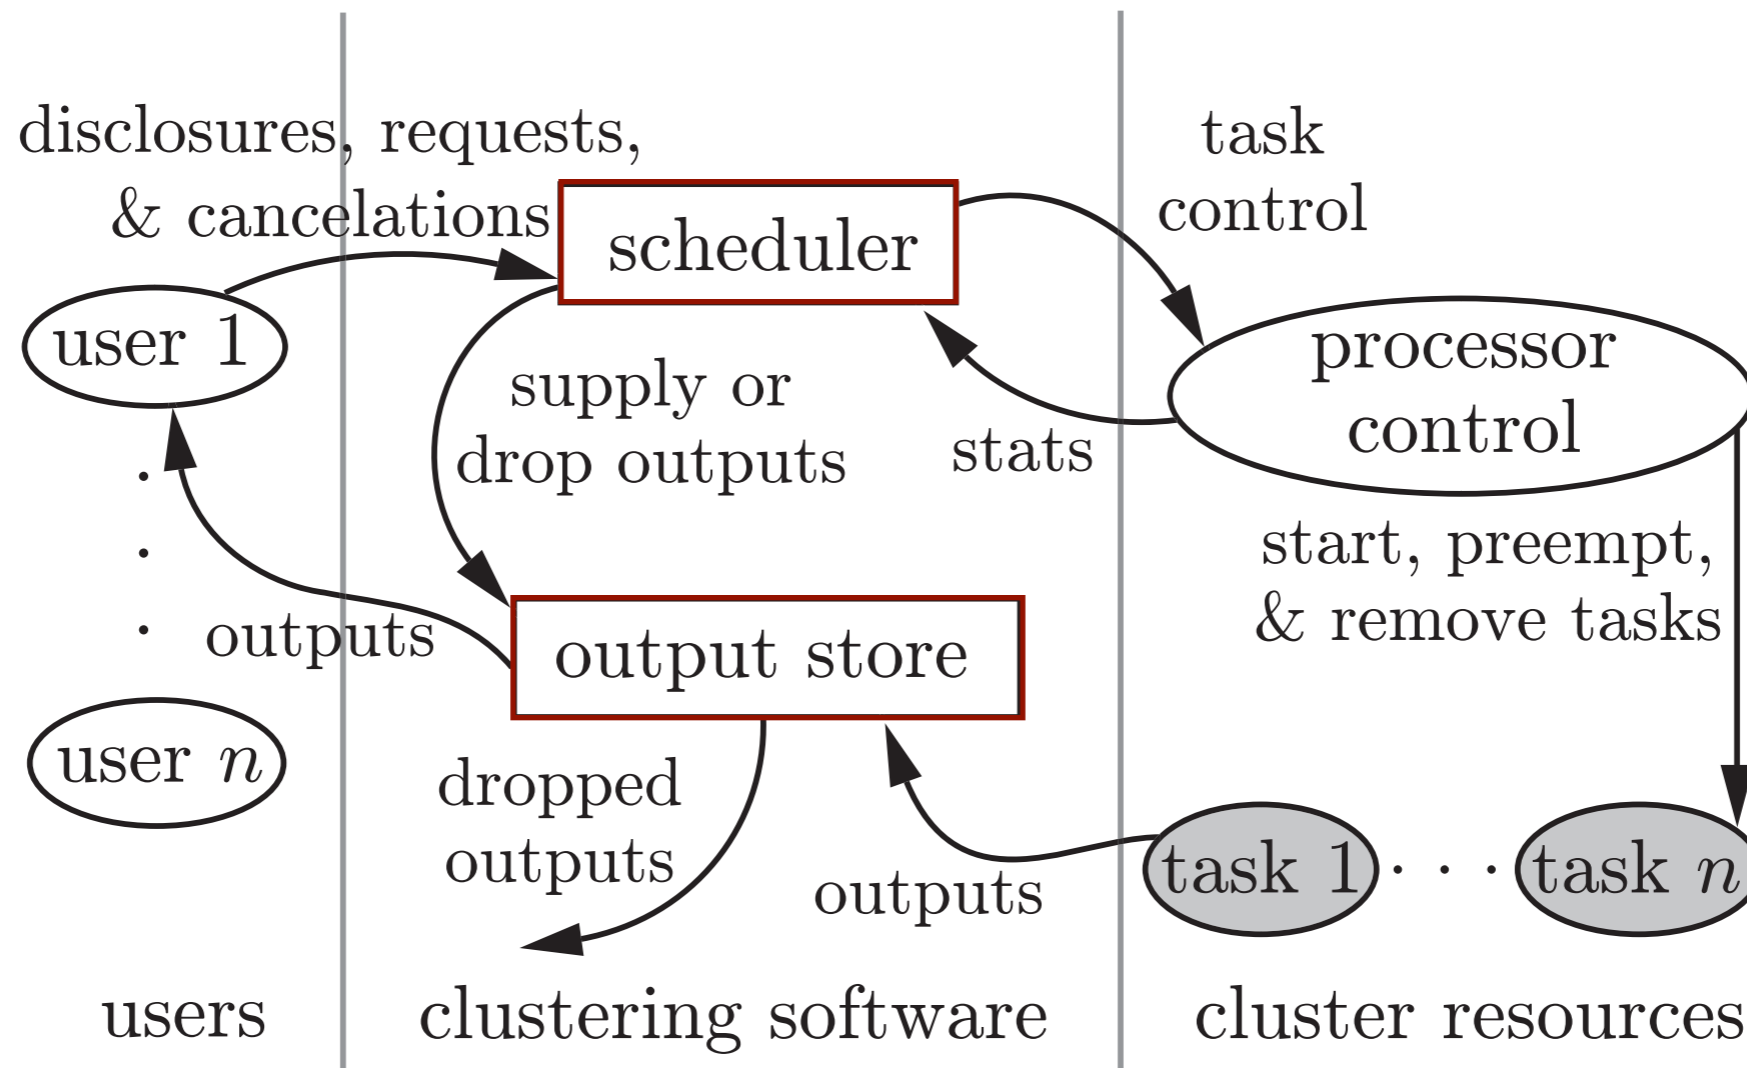 disclosures, requests,
& cancelations
task
control
scheduler
user 1
processor
control
supply or
drop outputs
stats
start, preempt,
& remove tasks
outputs
output store
user n
dropped
outputs
outputs
task 1 · · · task n
users
clustering software
cluster resources